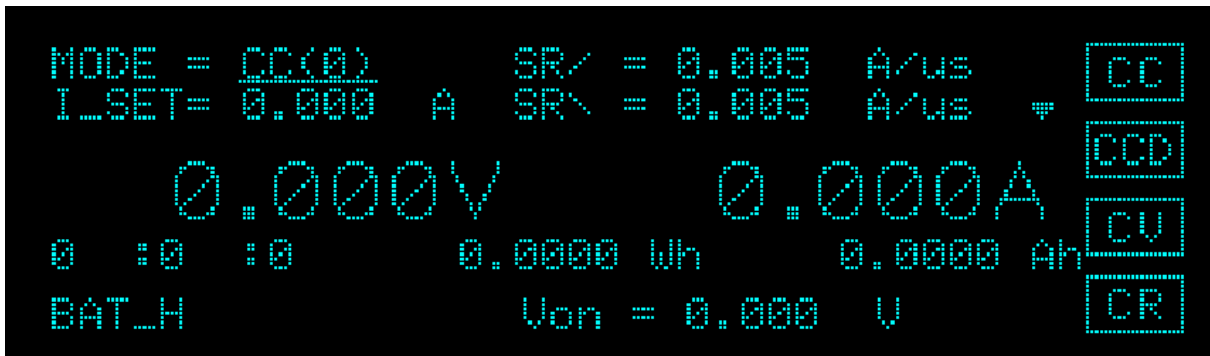 MODE = CC(0) SR/ = 0.005 A/us CC
I_SET= 0.000 A SR\ = 0.005 A/us
CCD
0.000V 0.000A
CV
0 :0 :0 0.0000 Wh 0.0000 Ah
BAT_H Von = 0.000 V CR